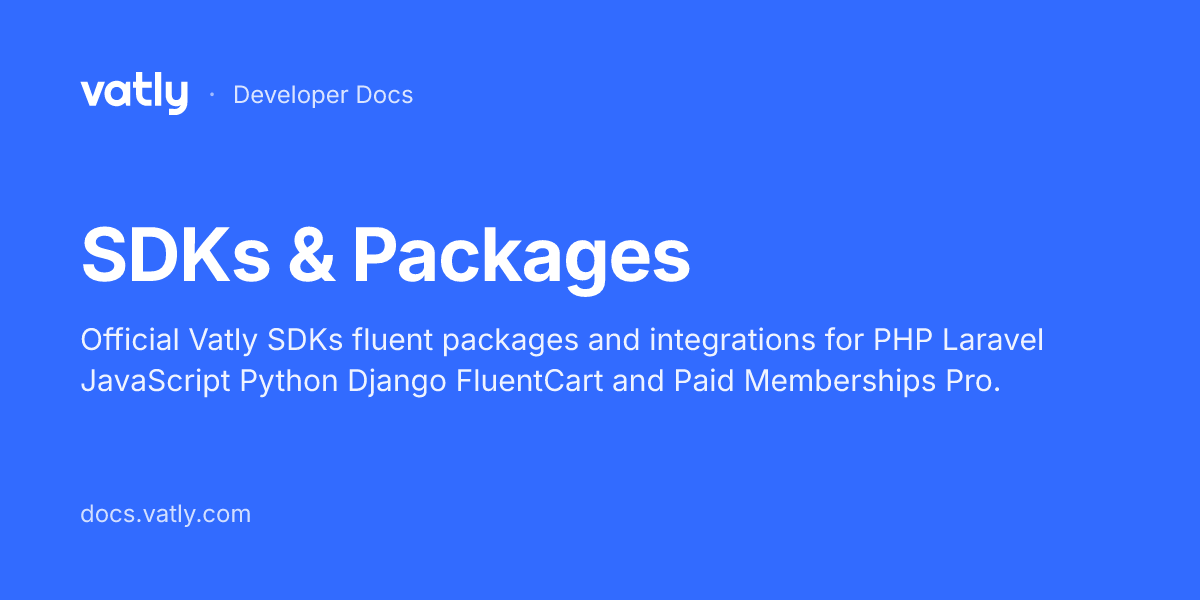 vatly · Developer Docs
SDKs & Packages
Official Vatly SDKs fluent packages and integrations for PHP Laravel
JavaScript Python Django FluentCart and Paid Memberships Pro.
docs.vatly.com